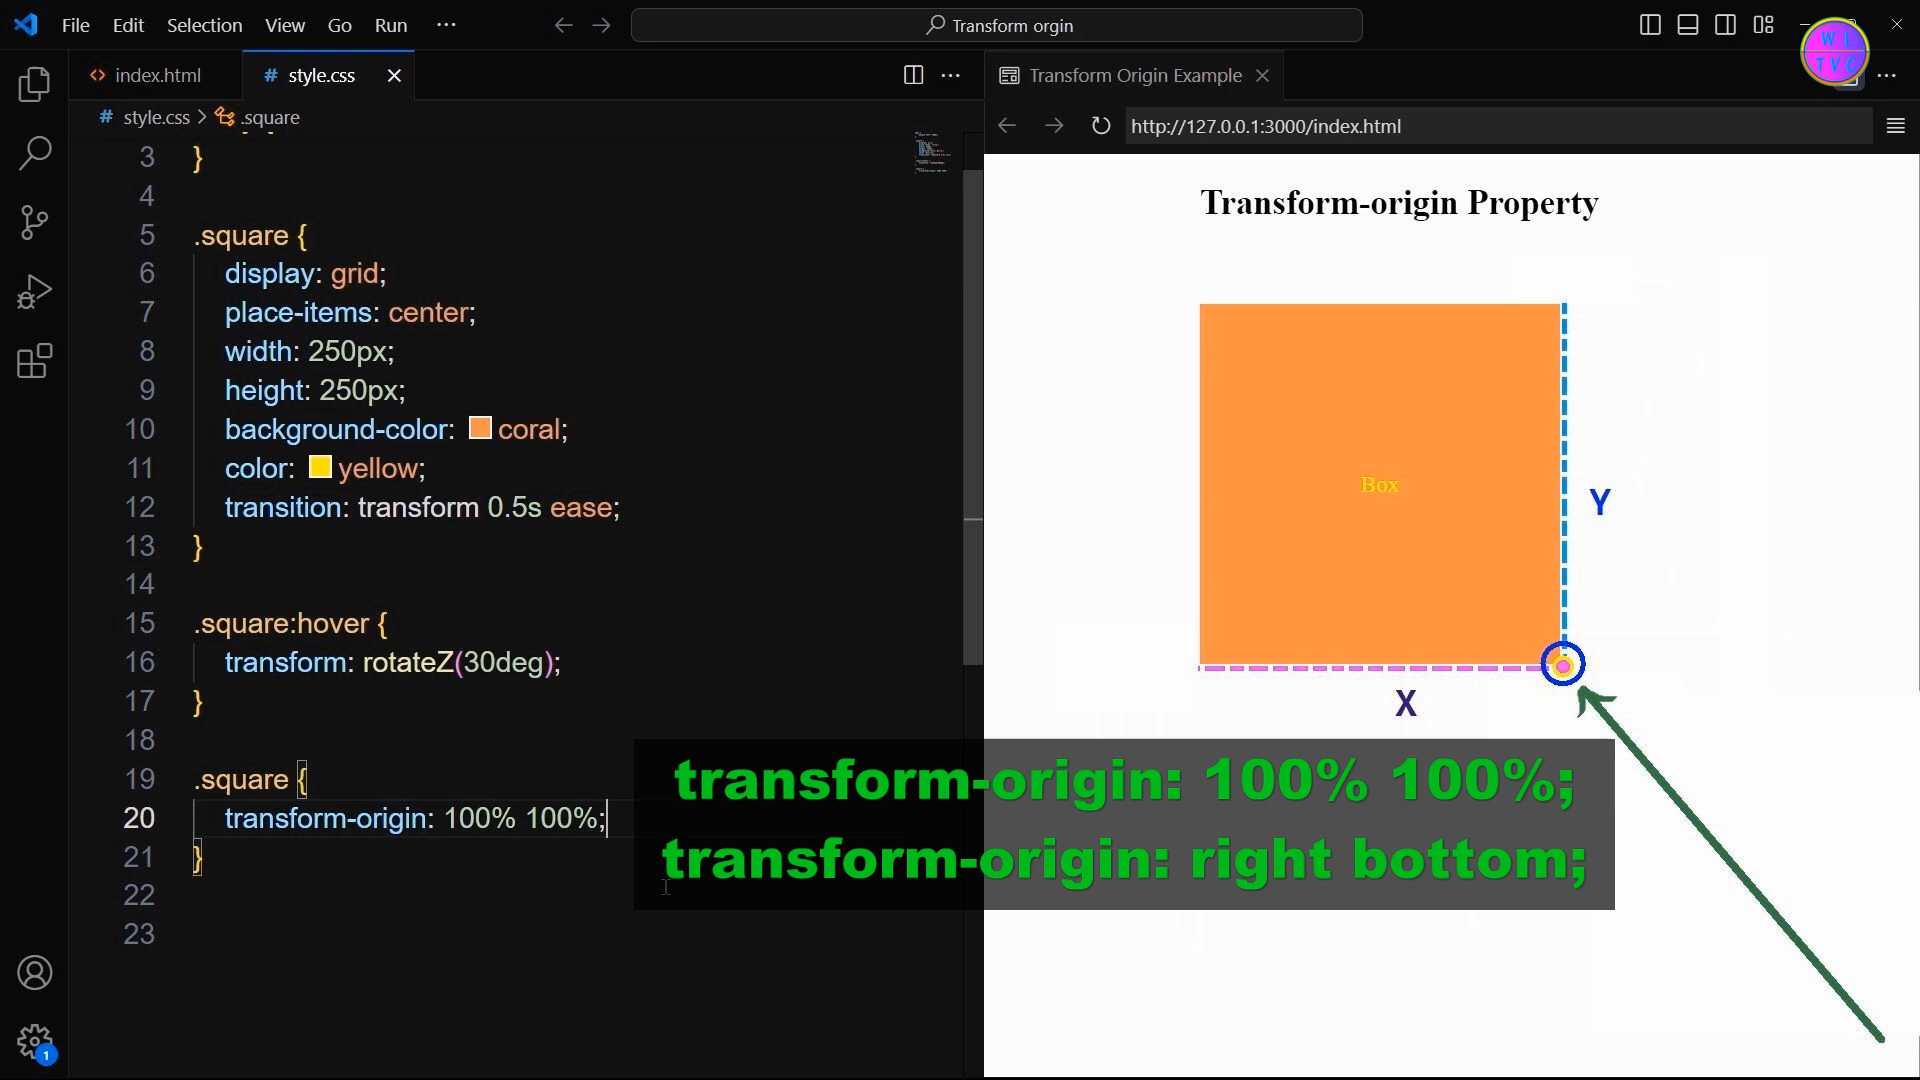 File Edit Selection View Go Run ···
Transform orgin
W L
T V C
index.html
# style.css
Transform Origin Example
# style.css > .square
http://127.0.0.1:3000/index.html
3 }
4
5 .square {
6 display: grid;
7 place-items: center;
8 width: 250px;
9 height: 250px;
10 background-color: coral;
11 color: yellow;
12 transition: transform 0.5s ease;
13 }
14
15 .square:hover {
16 transform: rotateZ(30deg);
17 }
18
19 .square {
20 transform-origin: 100% 100%;
21 }
22
23
Transform-origin Property
Box
Y
X
transform-origin: 100% 100%;
transform-origin: right bottom;
1